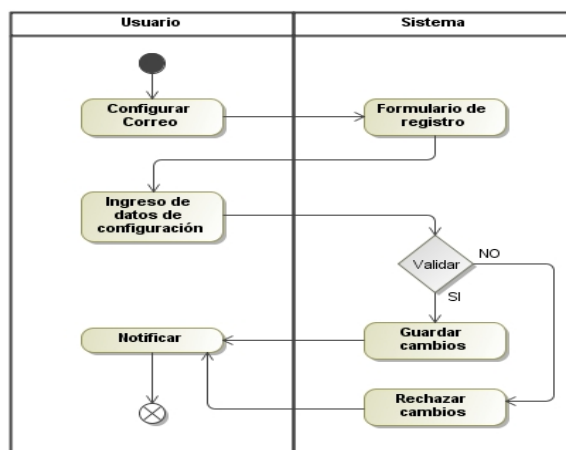 Usuario
Sistema
Configurar
Correo
Formulario de
registro
Ingreso de
datos de
configuración
Validar
NO
SI
Notificar
Guardar
cambios
Rechazar
cambios